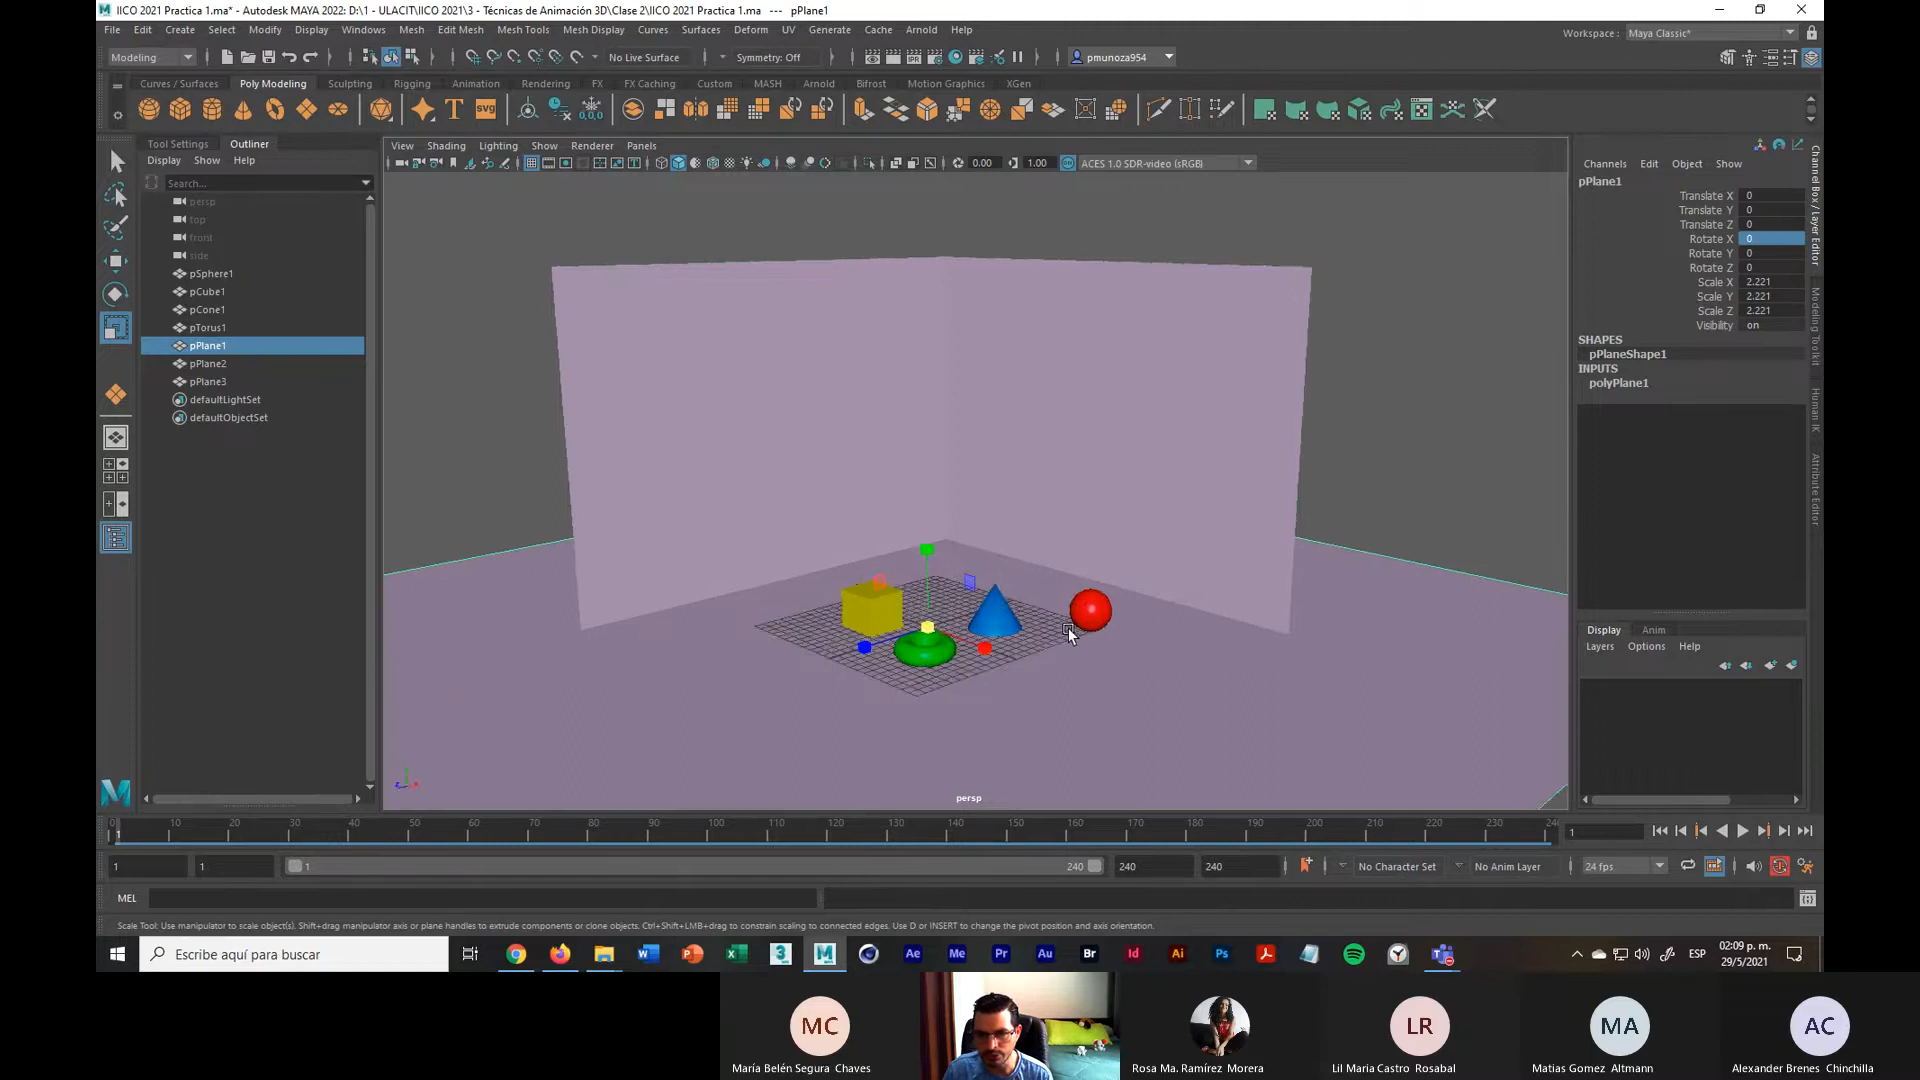 IICO 2021 Practica 1.ma* - Autodesk MAYA 2022: D:\1 - ULACIT\IICO 2021\3 - Técnicas de Animación 3D\Clase 2\IICO 2021 Practica 1.ma --- pPlane1
File Edit Create Select Modify Display Windows Mesh Edit Mesh Mesh Tools Mesh Display Curves Surfaces Deform UV Generate Cache Arnold Help
Workspace : Maya Classic*
Modeling No Live Surface Symmetry: Off pmunoza954
Curves / Surfaces Poly Modeling Sculpting Rigging Animation Rendering FX FX Caching Custom MASH Arnold Bifrost Motion Graphics XGen
Tool Settings Outliner
Display Show Help
Search...
persp
top
front
side
pSphere1
pCube1
pCone1
pTorus1
pPlane1
pPlane2
pPlane3
defaultLightSet
defaultObjectSet
View Shading Lighting Show Renderer Panels
0.00 1.00 ACES 1.0 SDR-video (sRGB)
persp
Channels Edit Object Show
pPlane1
Translate X 0
Translate Y 0
Translate Z 0
Rotate X 0
Rotate Y 0
Rotate Z 0
Scale X 2.221
Scale Y 2.221
Scale Z 2.221
Visibility on
SHAPES
pPlaneShape1
INPUTS
polyPlane1
Channel Box / Layer Editor
Modeling Toolkit
Human IK
Attribute Editor
Display Anim
Layers Options Help
0 10 20 30 40 50 60 70 80 90 100 110 120 130 140 150 160 170 180 190 200 210 220 230 24
1 1
1 1 1 240 240 240 No Character Set No Anim Layer 24 fps
MEL
Scale Tool: Use manipulator to scale object(s). Shift+drag manipulator axis or plane handles to extrude components or clone objects. Ctrl+Shift+LMB+drag to constrain scaling to connected edges. Use D or INSERT to change the pivot position and axis orientation.
Escribe aquí para buscar
ESP 02:09 p. m.
29/5/2021
MC LR MA AC
María Belén Segura Chaves Rosa Ma. Ramírez Morera Lil Maria Castro Rosabal Matias Gomez Altmann Alexander Brenes Chinchilla